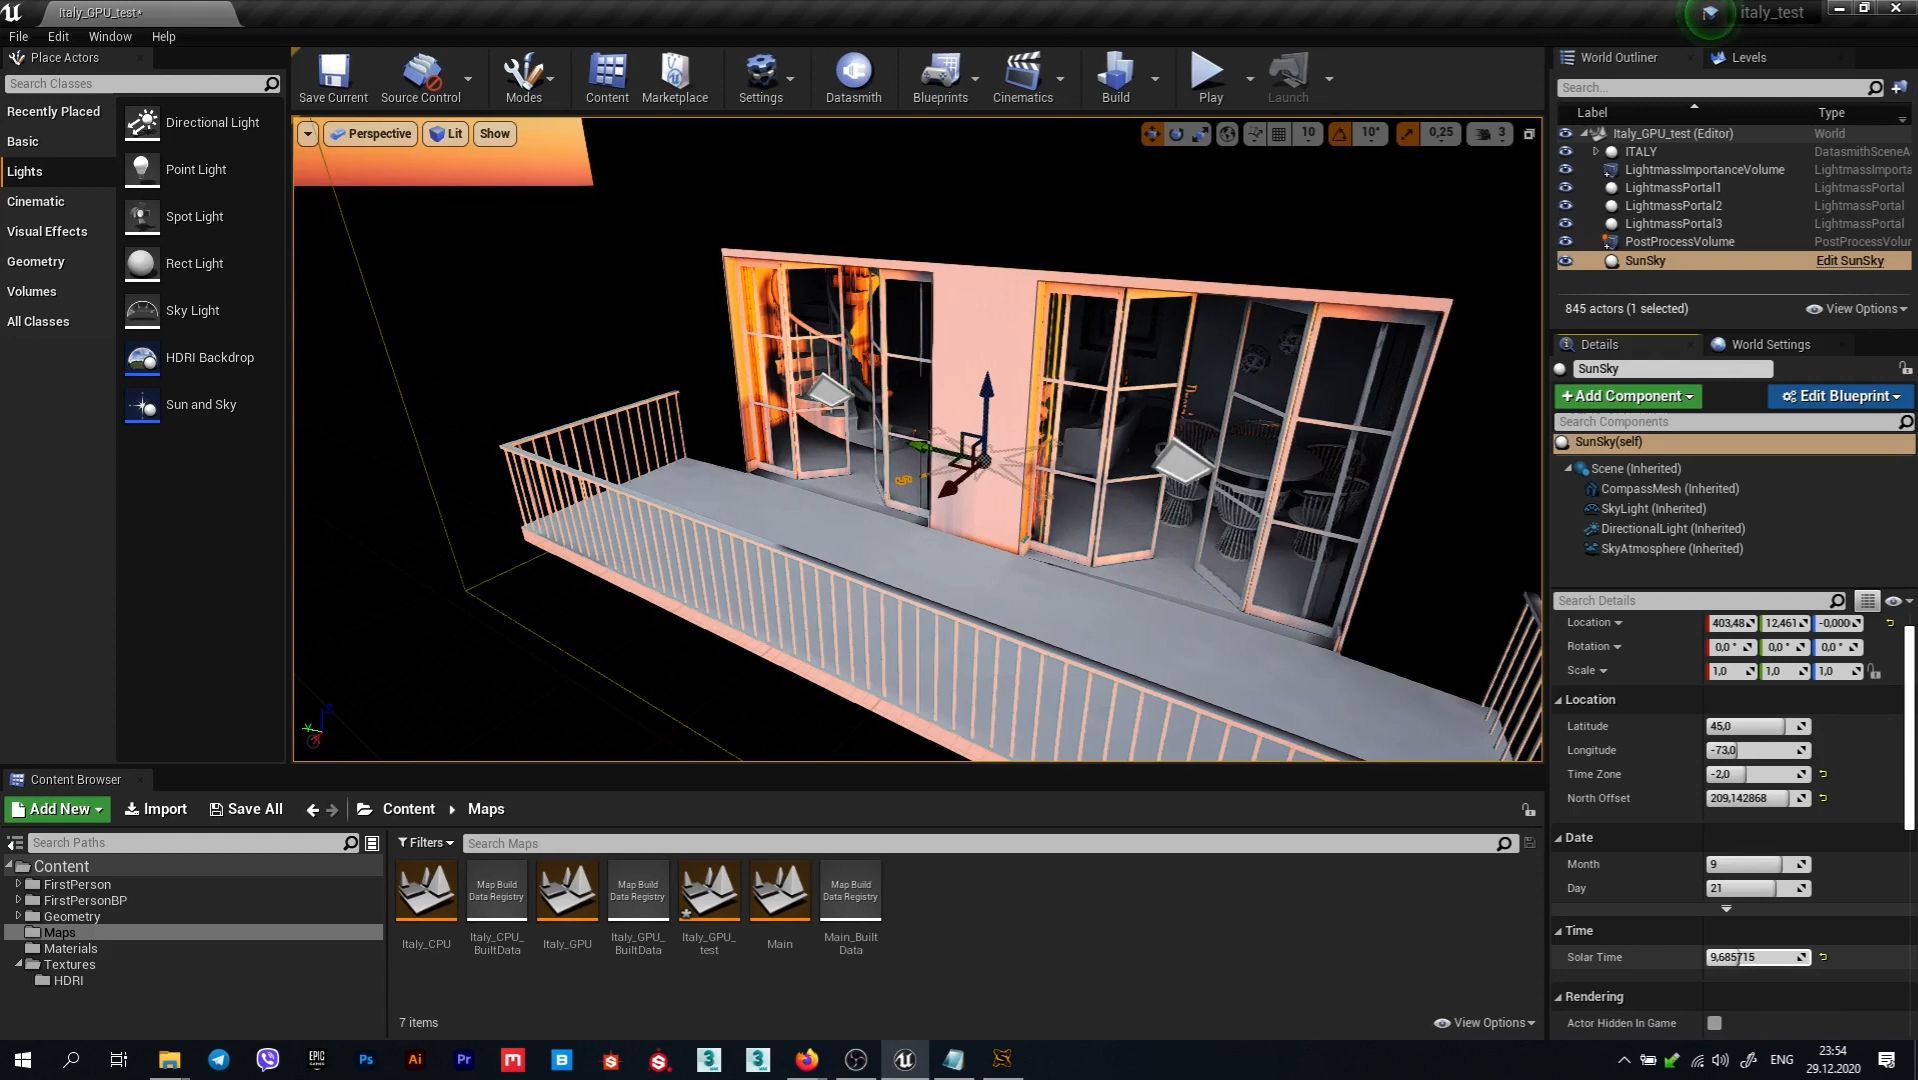 Italy_GPU_test*
italy_test
File Edit Window Help
Place Actors
Search Classes
Recently Placed
Basic
Lights
Cinematic
Visual Effects
Geometry
Volumes
All Classes
Directional Light
Point Light
Spot Light
Rect Light
Sky Light
HDRI Backdrop
Sun and Sky
Save Current
Source Control
Modes
Content
Marketplace
Settings
Datasmith
Blueprints
Cinematics
Build
Play
Launch
Perspective
Lit
Show
10
10°
0,25
3
World Outliner
Levels
Search...
Label Type
Italy_GPU_test (Editor) World
ITALY DatasmithSceneA
LightmassImportanceVolume LightmassImporta
LightmassPortal1 LightmassPortal
LightmassPortal2 LightmassPortal
LightmassPortal3 LightmassPortal
PostProcessVolume PostProcessVolur
SunSky Edit SunSky
845 actors (1 selected)
View Options
Details
World Settings
SunSky
+Add Component
Edit Blueprint
Search Components
SunSky(self)
Scene (Inherited)
CompassMesh (Inherited)
SkyLight (Inherited)
DirectionalLight (Inherited)
SkyAtmosphere (Inherited)
Search Details
Location 403,48 12,461 -0,000
Rotation 0,0 ° 0,0 ° 0,0 °
Scale 1,0 1,0 1,0
Location
Latitude 45,0
Longitude -73,0
Time Zone -2,0
North Offset 209,142868
Date
Month 9
Day 21
Time
Solar Time 9,685715
Rendering
Actor Hidden In Game
Content Browser
Add New
Import
Save All
Content
Maps
Search Paths
Filters
Search Maps
Content
FirstPerson
FirstPersonBP
Geometry
Maps
Materials
Textures
HDRI
Map Build
Data Registry
Map Build
Data Registry
Map Build
Data Registry
Italy_CPU
Italy_CPU_
BuiltData
Italy_GPU
Italy_GPU_
BuiltData
Italy_GPU_
test
Main
Main_Built
Data
7 items
View Options
EPIC
GAMES
Ps
Ai
Pr
ENG
23:54
29.12.2020